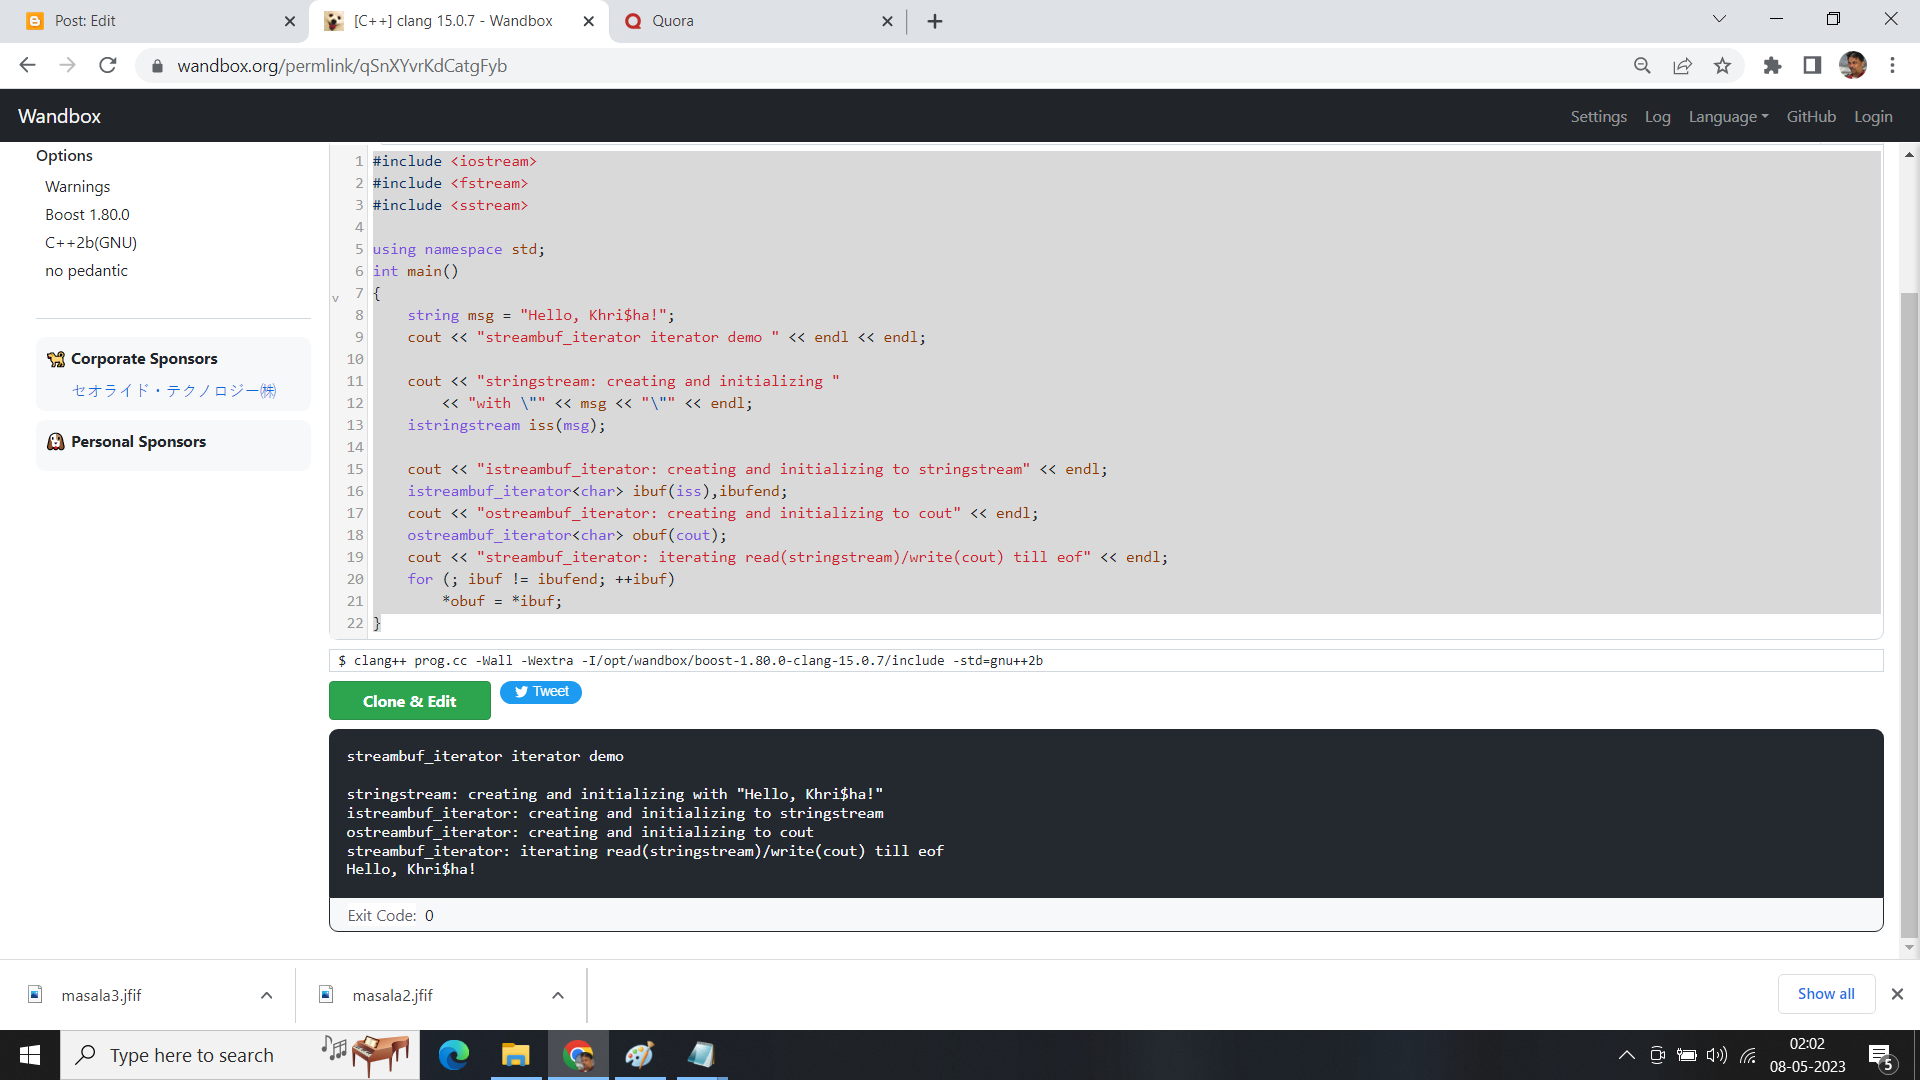 Post: Edit
[C++] clang 15.0.7 - Wandbox
Quora
wandbox.org/permlink/qSnXYvrKdCatgFyb
Wandbox
Settings Log Language GitHub Login
Options
Warnings
Boost 1.80.0
C++2b(GNU)
no pedantic
Corporate Sponsors
セオライド・テクノロジー㈱
Personal Sponsors
1 #include <iostream>
2 #include <fstream>
3 #include <sstream>
4
5 using namespace std;
6 int main()
v 7 {
8 string msg = "Hello, Khri$ha!";
9 cout << "streambuf_iterator iterator demo " << endl << endl;
10
11 cout << "stringstream: creating and initializing "
12 << "with \"" << msg << "\"" << endl;
13 istringstream iss(msg);
14
15 cout << "istreambuf_iterator: creating and initializing to stringstream" << endl;
16 istreambuf_iterator<char> ibuf(iss),ibufend;
17 cout << "ostreambuf_iterator: creating and initializing to cout" << endl;
18 ostreambuf_iterator<char> obuf(cout);
19 cout << "streambuf_iterator: iterating read(stringstream)/write(cout) till eof" << endl;
20 for (; ibuf != ibufend; ++ibuf)
21 *obuf = *ibuf;
22 }
$ clang++ prog.cc -Wall -Wextra -I/opt/wandbox/boost-1.80.0-clang-15.0.7/include -std=gnu++2b
Clone & Edit
Tweet
streambuf_iterator iterator demo
stringstream: creating and initializing with "Hello, Khri$ha!"
istreambuf_iterator: creating and initializing to stringstream
ostreambuf_iterator: creating and initializing to cout
streambuf_iterator: iterating read(stringstream)/write(cout) till eof
Hello, Khri$ha!
Exit Code: 0
masala3.jfif
masala2.jfif
Show all
Type here to search
02:02
08-05-2023
5